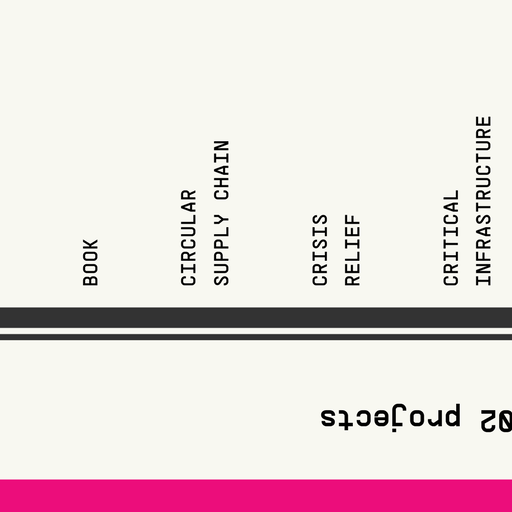 BOOK
CIRCULAR
SUPPLY CHAIN
CRISIS
RELIEF
CRITICAL
INFRASTRUCTURE
02 projects